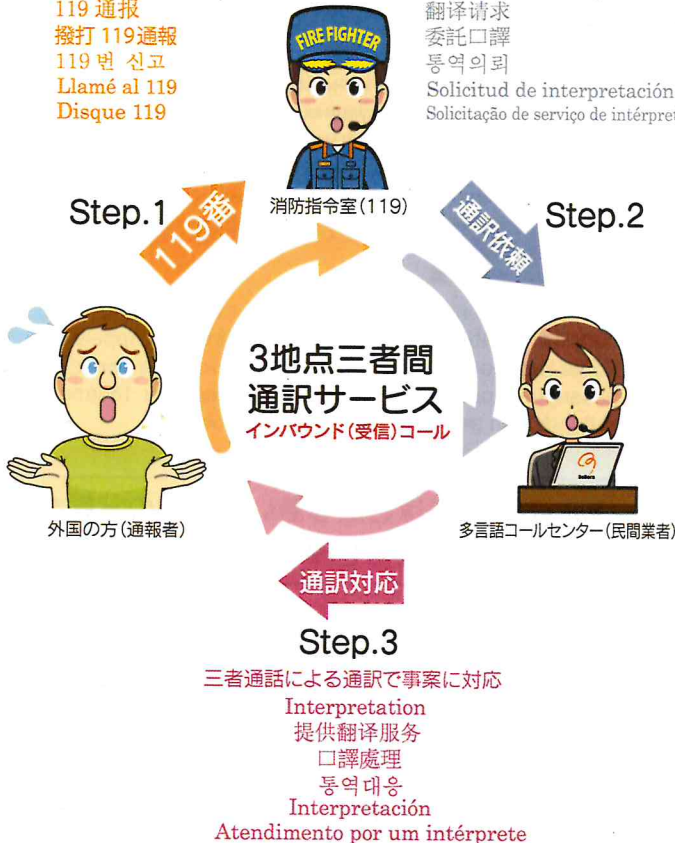 119 通报
撥打 119通報
119 번 신고
Llamé al 119
Disque 119
FIRE FIGHTER
翻译请求
委託口譯
통역의뢰
Solicitud de interpretación
Solicitação de serviço de intérpret
Step.1
119番
消防指令室(119)
通訳依頼
Step.2
3地点三者間
通訳サービス
インバウンド(受信)コール
外国の方(通報者)
多言語コールセンター(民間業者)
通訳対応
Step.3
三者通話による通訳で事案に対応
Interpretation
提供翻译服务
口譯處理
통역대응
Interpretación
Atendimento por um intérprete